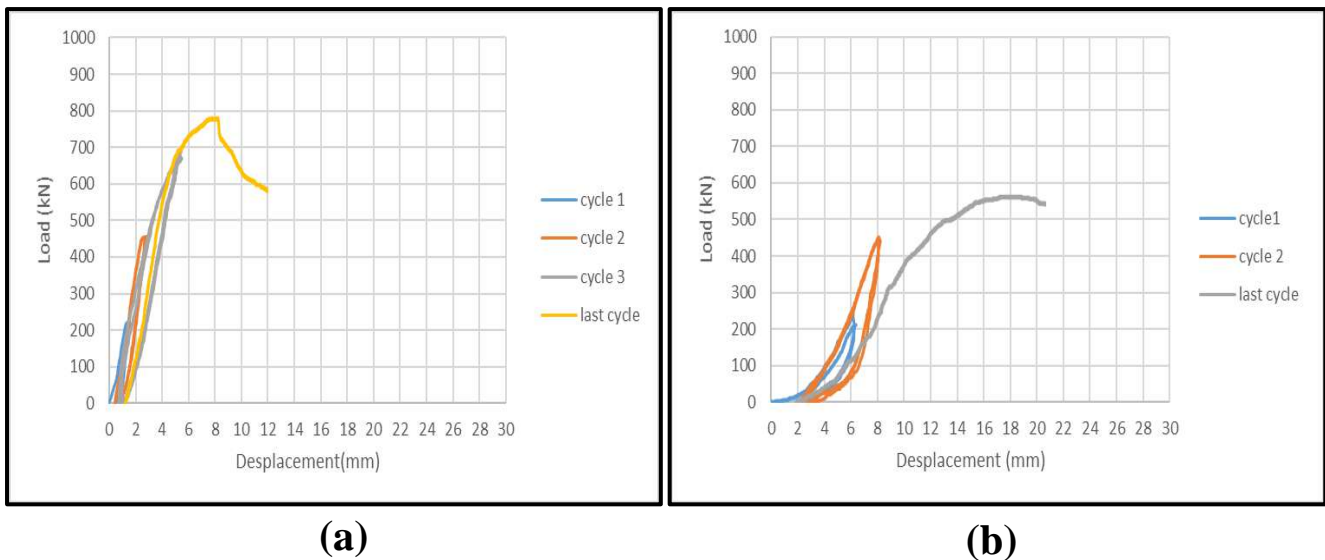 1000
900
800
700
600
500
400
300
200
100
0
Load (kN)
0 2 4 6 8 10 12 14 16 18 20 22 24 26 28 30
Desplacement(mm)
cycle 1
cycle 2
cycle 3
last cycle
(a)
1000
900
800
700
600
500
400
300
200
100
0
Load (kN)
0 2 4 6 8 10 12 14 16 18 20 22 24 26 28 30
Desplacement (mm)
cycle1
cycle 2
last cycle
(b)